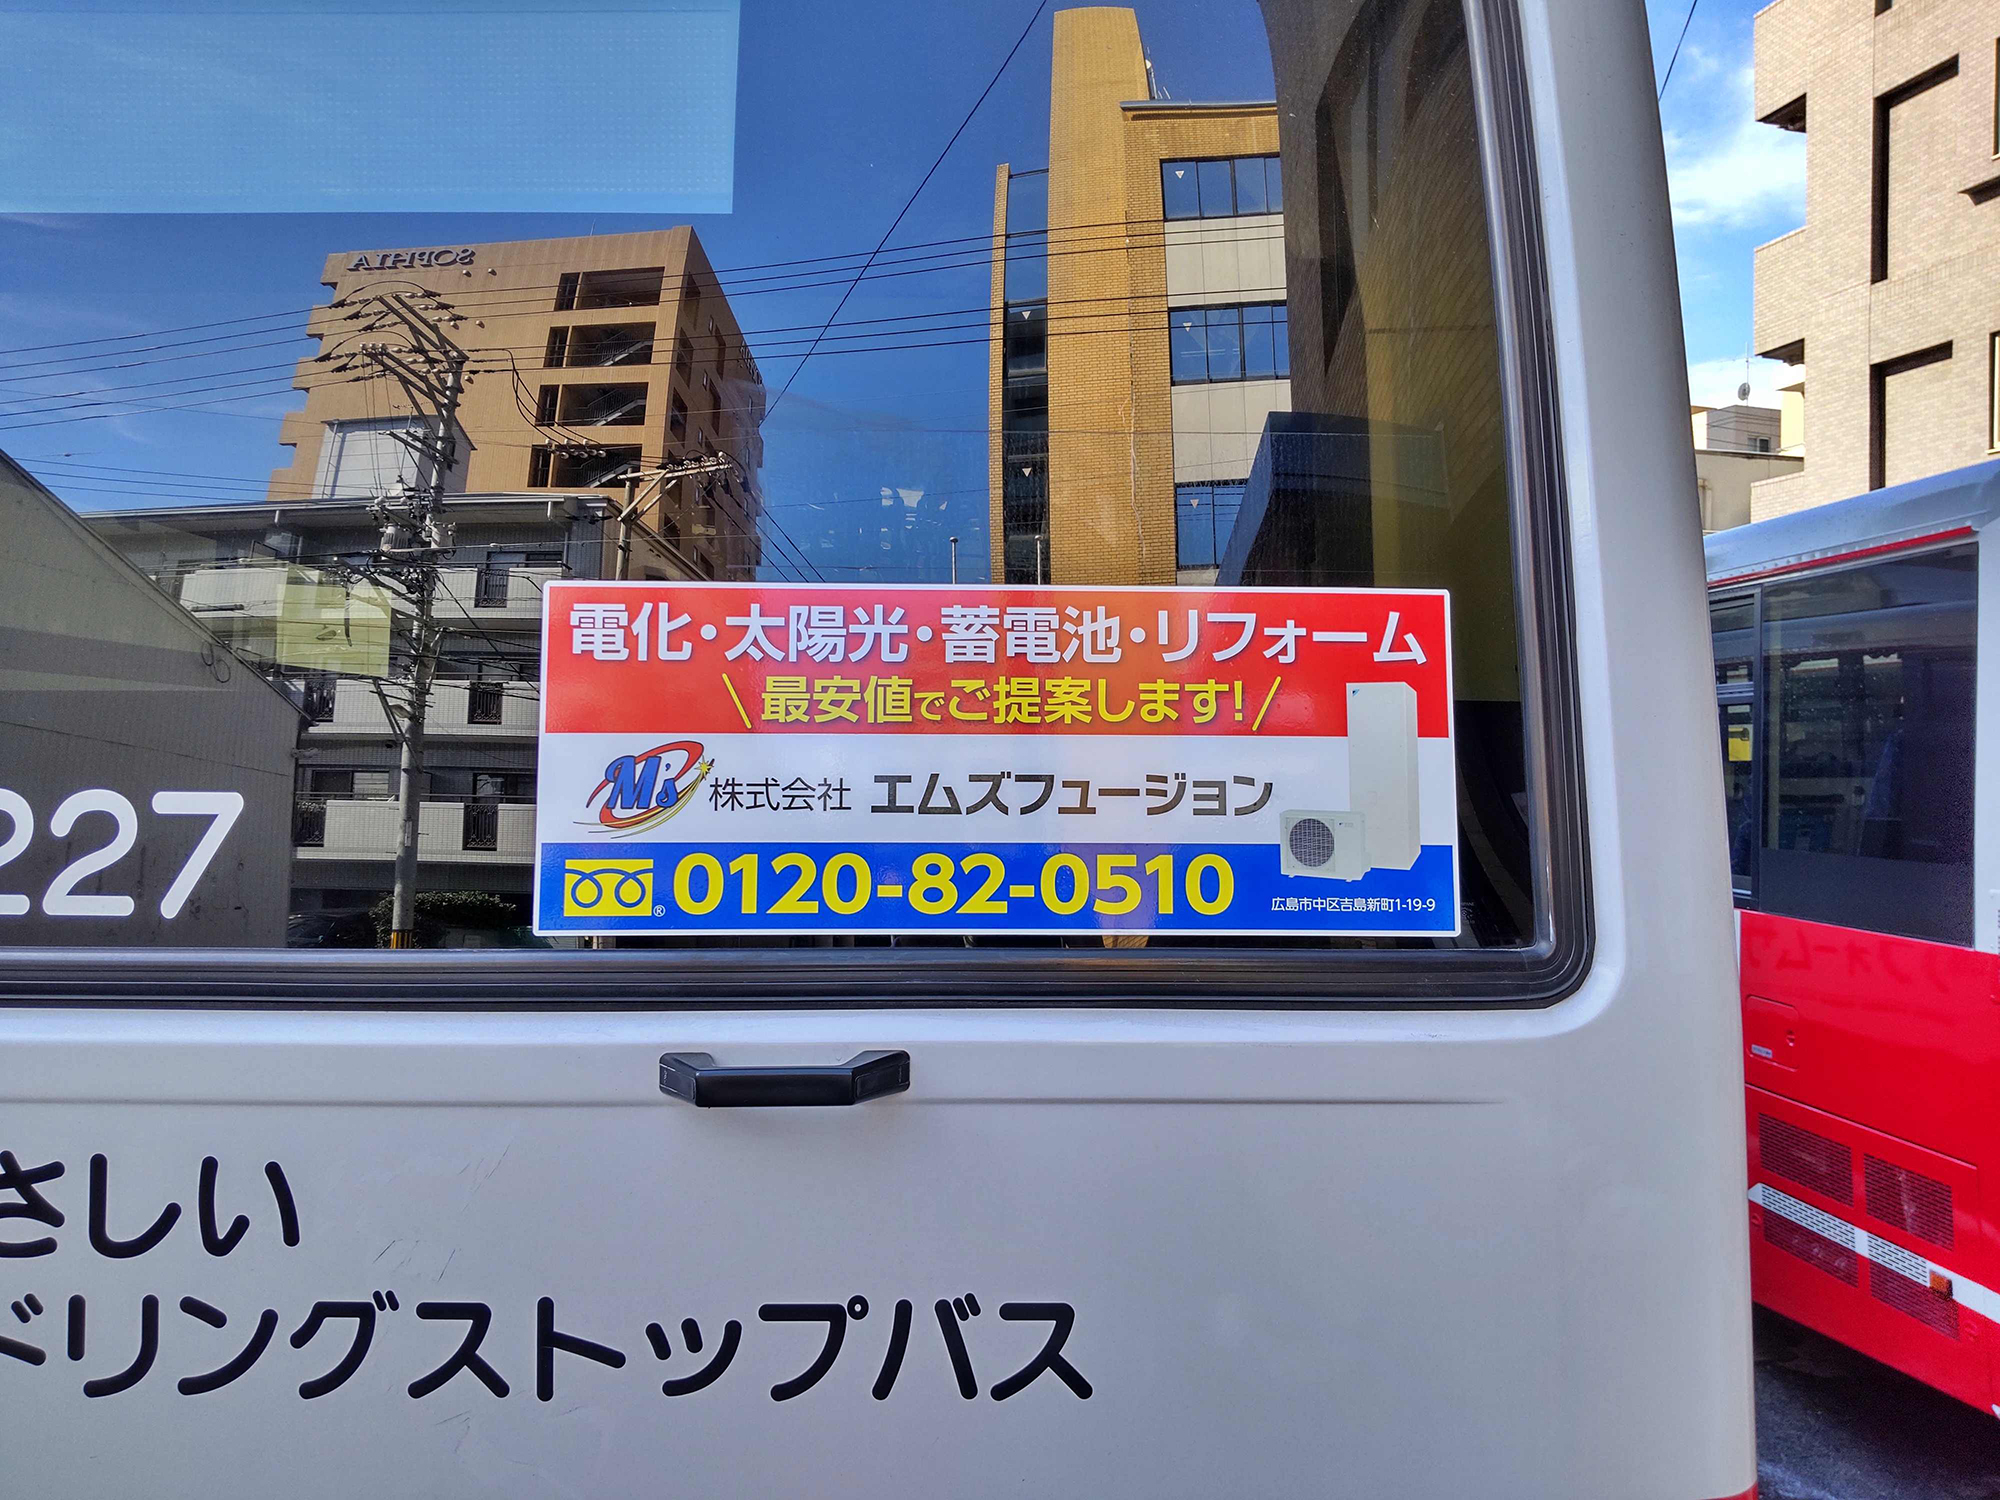 SOPHIA
電化・太陽光・蓄電池・リフォーム
\ 最安値でご提案します! /
M's 株式会社 エムズフュージョン
0120-82-0510
広島市中区吉島新町1-19-9
227
さしい
ドリングストップバス